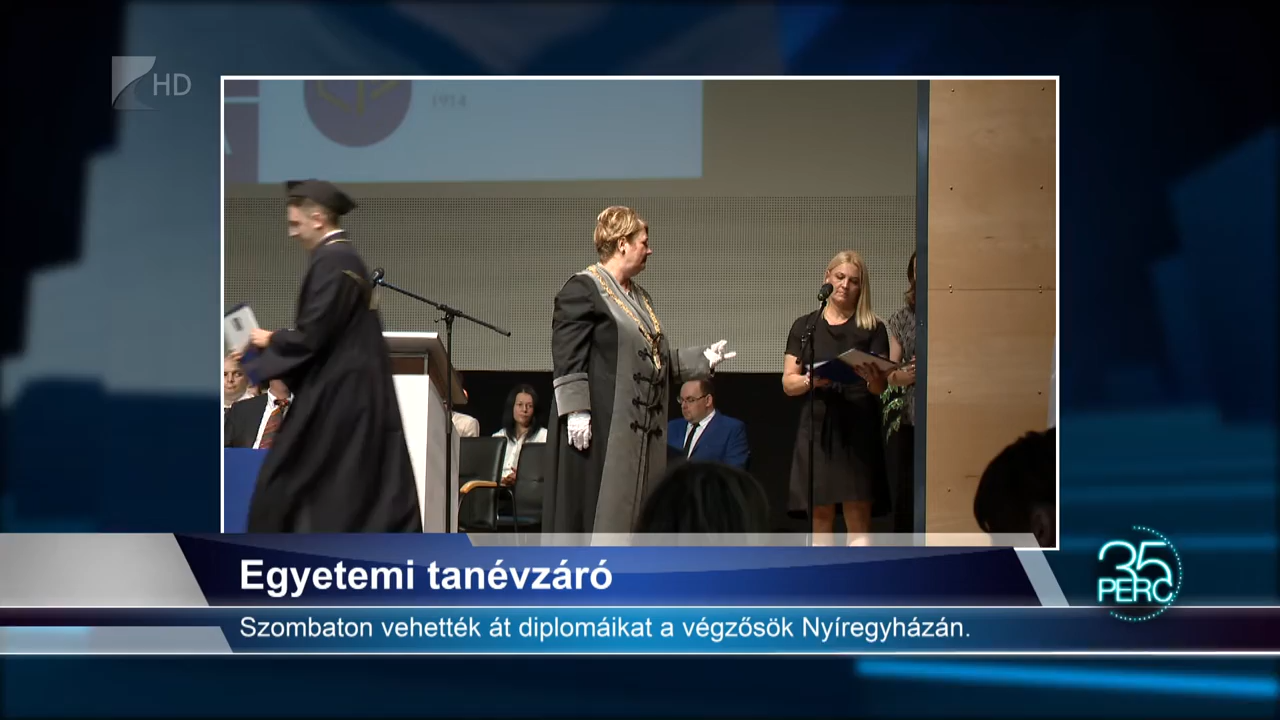 HD
1914
A
Egyetemi tanévzáró
Szombaton vehették át diplomáikat a végzősök Nyíregyházán.
35
PERC